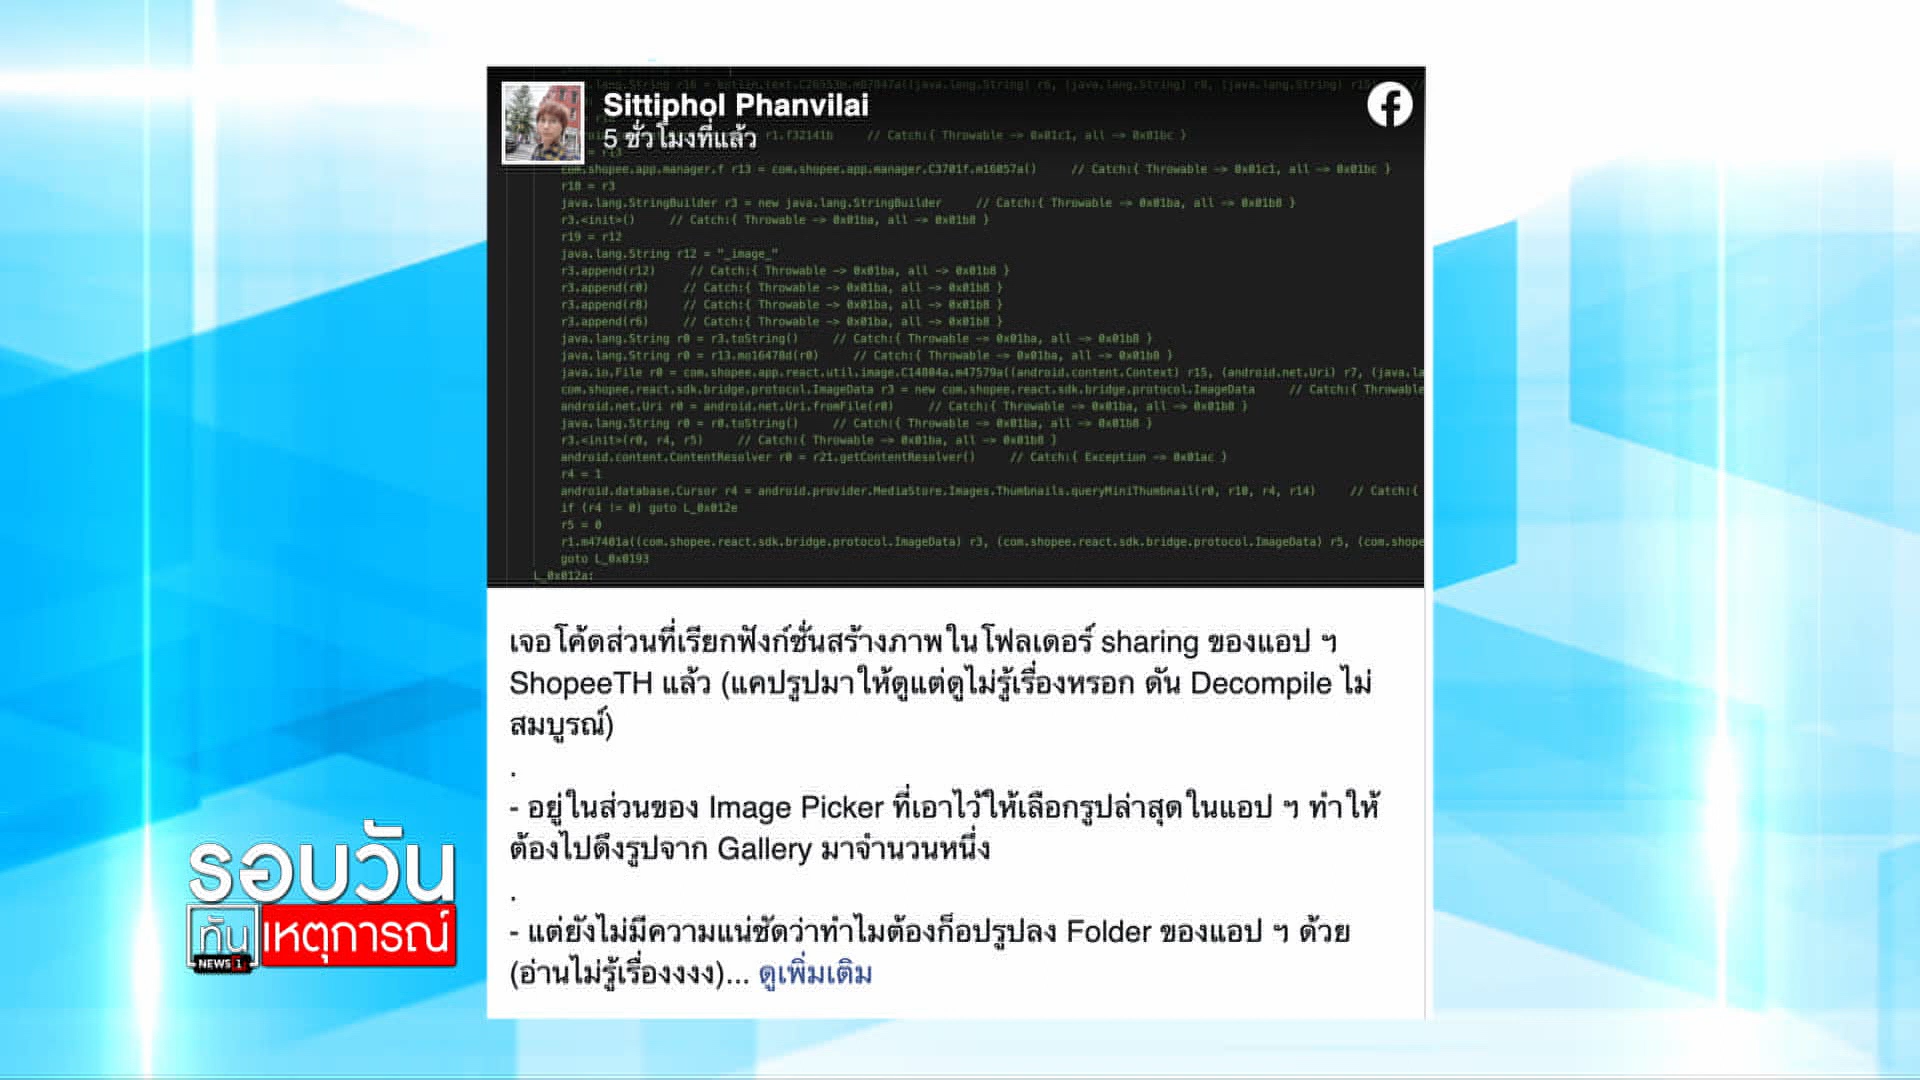 Sittiphol Phanvilai
5 ชั่วโมงที่แล้ว
r1.f32141b // Catch:{ Throwable -> 0x01c1, all -> 0x01bc }
com.shopee.app.manager.f r13 = com.shopee.app.manager.C3701f.m16057a() // Catch:{ Throwable -> 0x01c1, all -> 0x01bc }
r18 = r3
java.lang.StringBuilder r3 = new java.lang.StringBuilder // Catch:{ Throwable -> 0x01ba, all -> 0x01b8 }
r3.<init>() // Catch:{ Throwable -> 0x01ba, all -> 0x01b8 }
r19 = r12
java.lang.String r12 = "_image_"
r3.append(r12) // Catch:{ Throwable -> 0x01ba, all -> 0x01b8 }
r3.append(r0) // Catch:{ Throwable -> 0x01ba, all -> 0x01b8 }
r3.append(r8) // Catch:{ Throwable -> 0x01ba, all -> 0x01b8 }
r3.append(r6) // Catch:{ Throwable -> 0x01ba, all -> 0x01b8 }
java.lang.String r0 = r3.toString() // Catch:{ Throwable -> 0x01ba, all -> 0x01b8 }
java.lang.String r0 = r13.mo16478d(r0) // Catch:{ Throwable -> 0x01ba, all -> 0x01b8 }
java.io.File r0 = com.shopee.app.react.util.image.C14804a.m47579a((android.content.Context) r15, (android.net.Uri) r7, (java.la
com.shopee.react.sdk.bridge.protocol.ImageData r3 = new com.shopee.react.sdk.bridge.protocol.ImageData // Catch:{ Throwable
android.net.Uri r0 = android.net.Uri.fromFile(r0) // Catch:{ Throwable -> 0x01ba, all -> 0x01b8 }
java.lang.String r0 = r0.toString() // Catch:{ Throwable -> 0x01ba, all -> 0x01b8 }
r3.<init>(r0, r4, r5) // Catch:{ Throwable -> 0x01ba, all -> 0x01b8 }
android.content.ContentResolver r0 = r21.getContentResolver() // Catch:{ Exception -> 0x01ac }
r4 = 1
android.database.Cursor r4 = android.provider.MediaStore.Images.Thumbnails.queryMiniThumbnail(r0, r10, r4, r14) // Catch:{
if (r4 != 0) goto L_0x012e
r5 = 0
r1.m47401a((com.shopee.react.sdk.bridge.protocol.ImageData) r3, (com.shopee.react.sdk.bridge.protocol.ImageData) r5, (com.shope
goto L_0x0193
L_0x012a:
เจอโค้ดส่วนที่เรียกฟังก์ชั่นสร้างภาพในโฟลเดอร์ sharing ของแอป ฯ
ShopeeTH แล้ว (แคปรูปมาให้ดูแต่ดูไม่รู้เรื่องหรอก ดัน Decompile ไม่
สมบูรณ์)
.
- อยู่ในส่วนของ Image Picker ที่เอาไว้ให้เลือกรูปล่าสุดในแอป ฯ ทำให้
ต้องไปดึงรูปจาก Gallery มาจำนวนหนึ่ง
.
- แต่ยังไม่มีความแน่ชัดว่าทำไมต้องก็อปรูปลง Folder ของแอป ฯ ด้วย
(อ่านไม่รู้เรื่องงงง)... ดูเพิ่มเติม
รอบวัน
ทันเหตุการณ์
NEWS 1